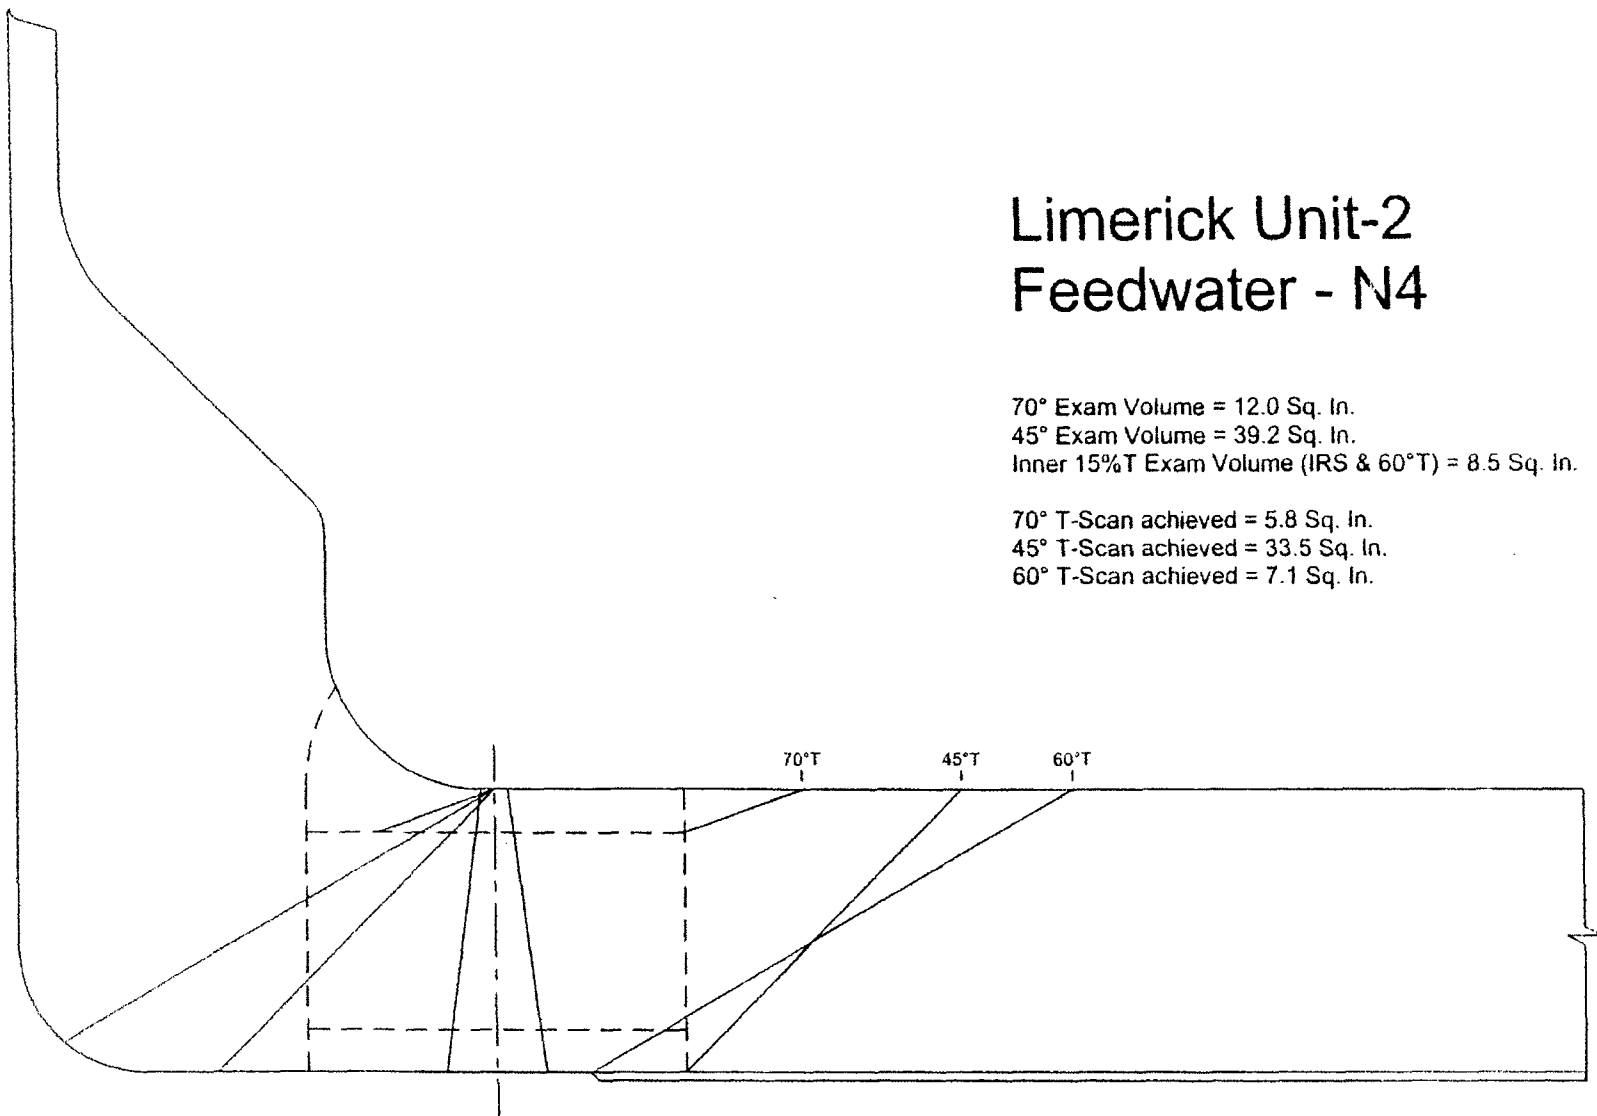 Limerick Unit-2
Feedwater - N4
70° Exam Volume = 12.0 Sq. In.
45° Exam Volume = 39.2 Sq. In.
Inner 15%T Exam Volume (IRS & 60°T) = 8.5 Sq. In.
70° T-Scan achieved = 5.8 Sq. In.
45° T-Scan achieved = 33.5 Sq. In.
60° T-Scan achieved = 7.1 Sq. In.
70°T 45°T 60°T